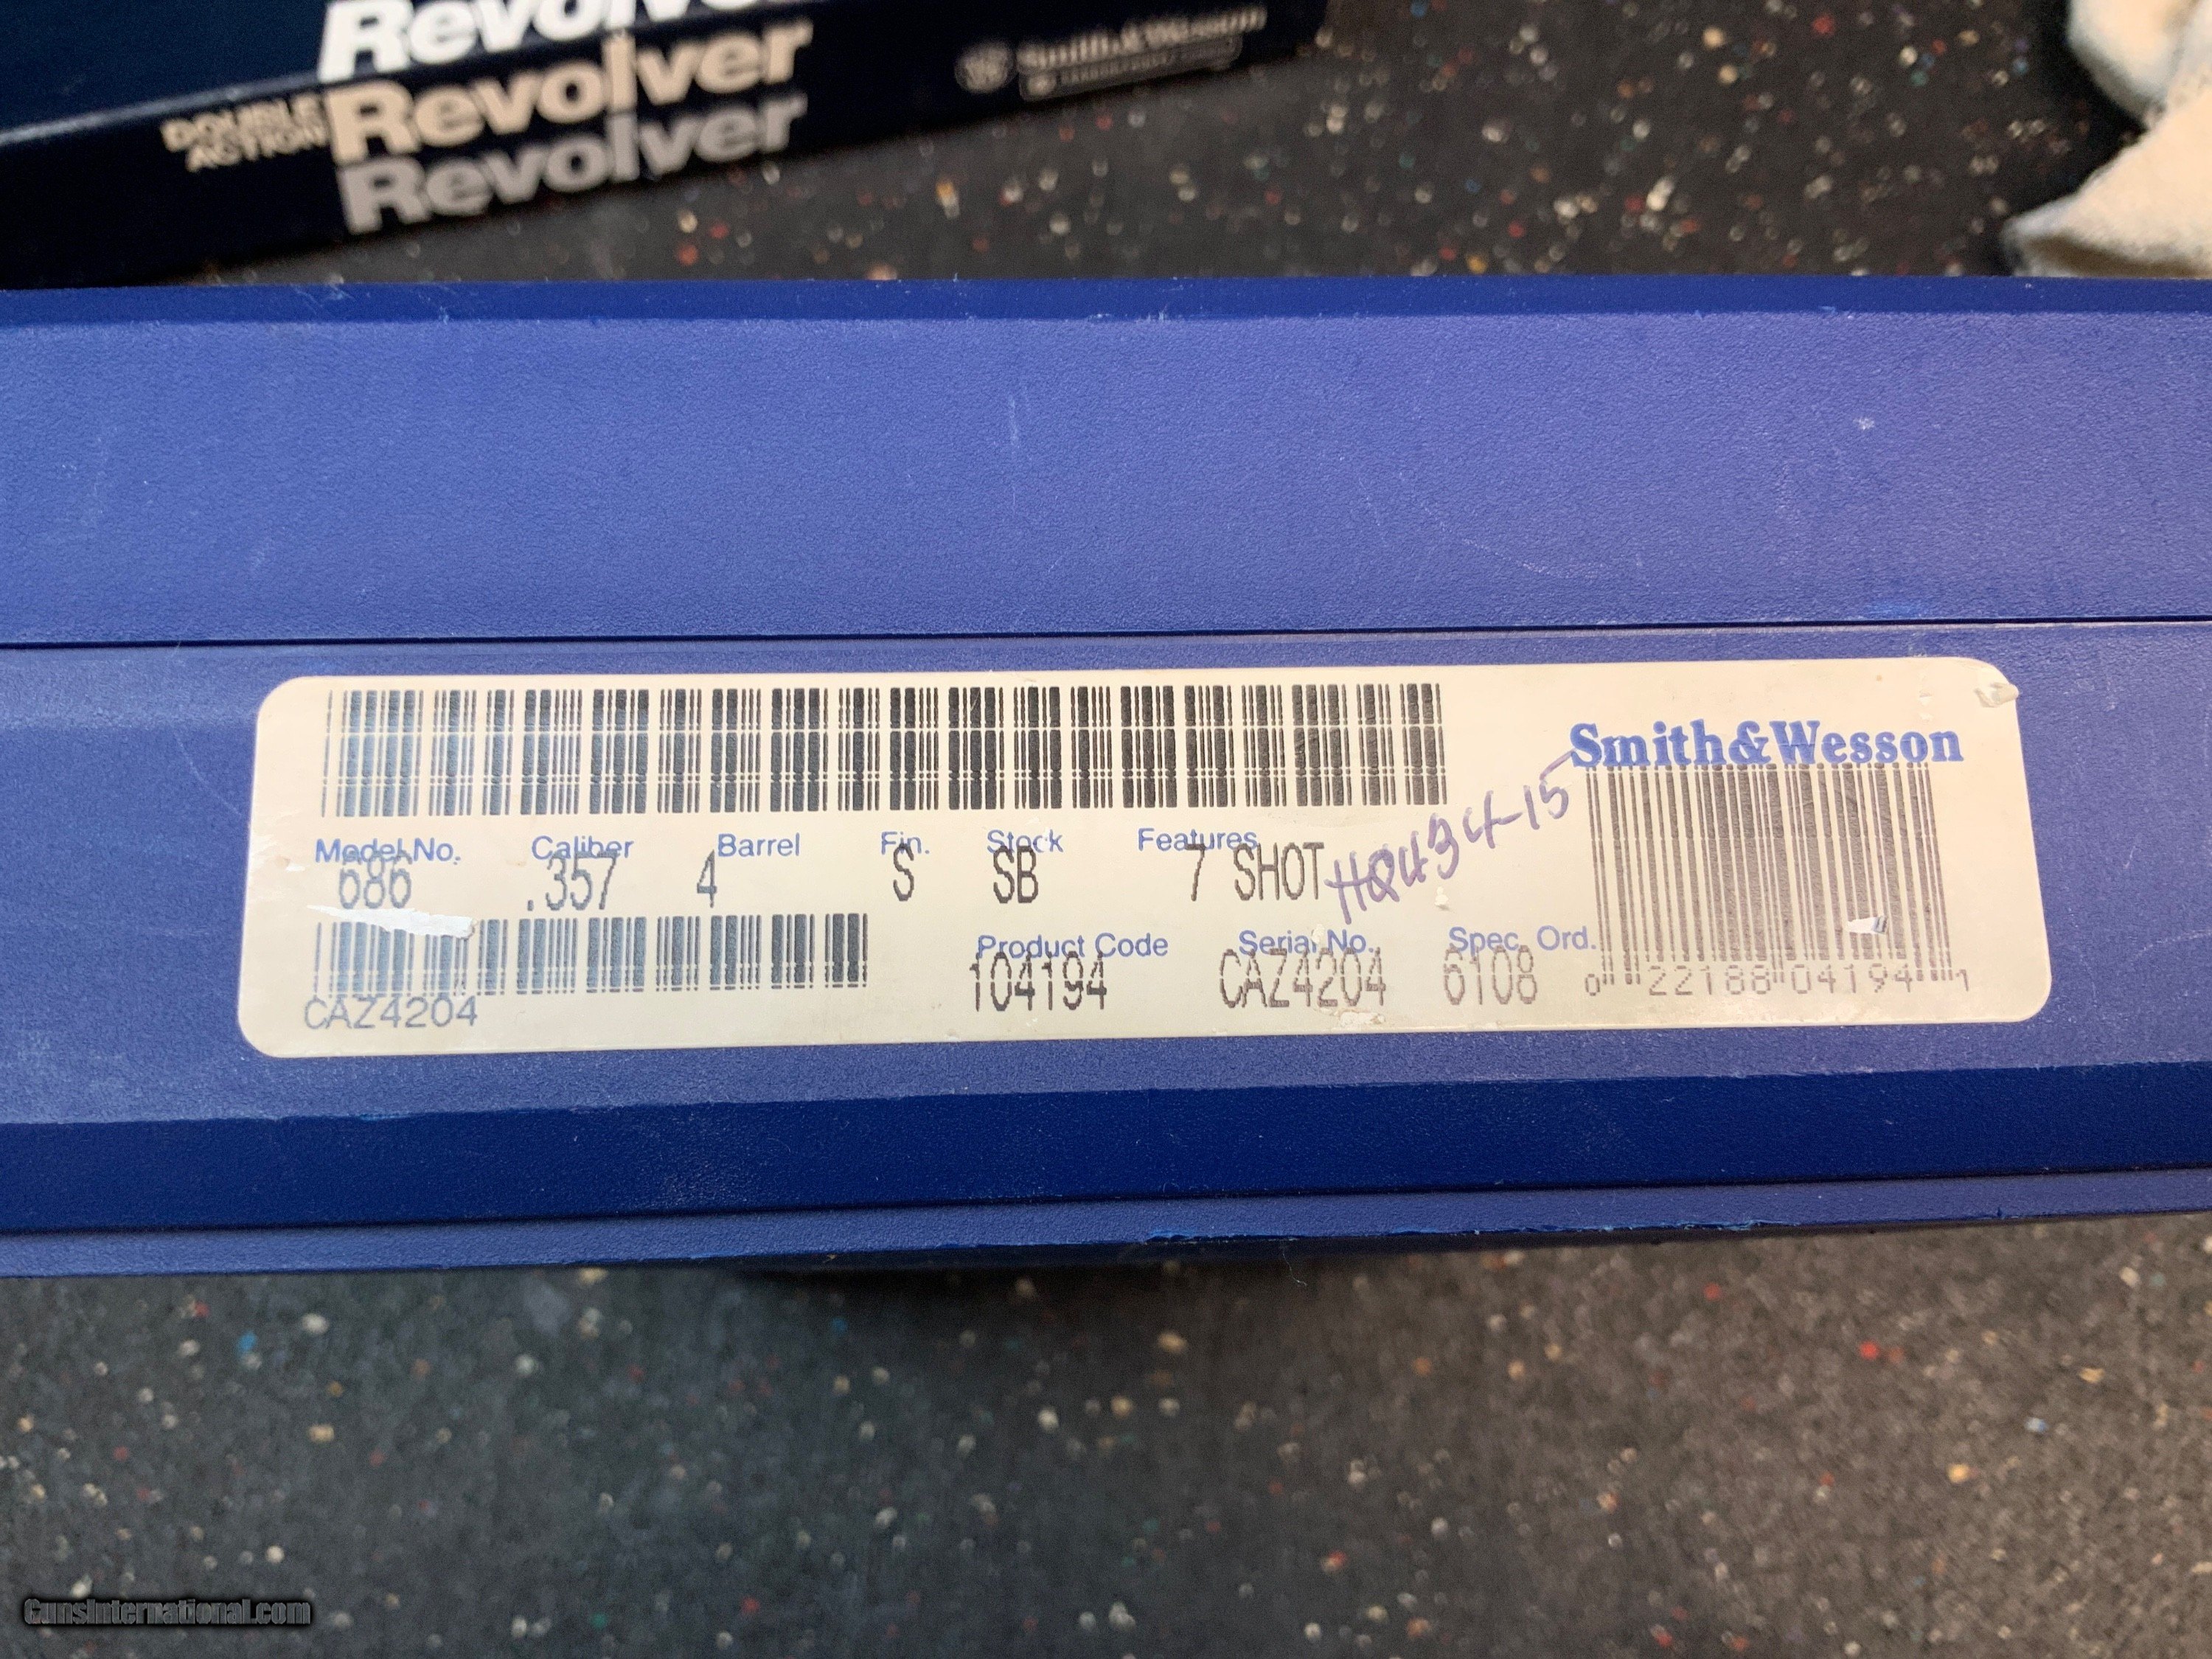 Revolver
DOUBLE ACTION Revolver Smith & Wesson
Revolver
Smith&Wesson
Model No. Caliber Barrel Fin. Stock Features
686 .357 4 S SB 7 SHOT HQ434-15
Product Code Serial No. Spec. Ord.
104194 CAZ4204 6108 0 22188 04194 1
CAZ4204
GunsInternational.com